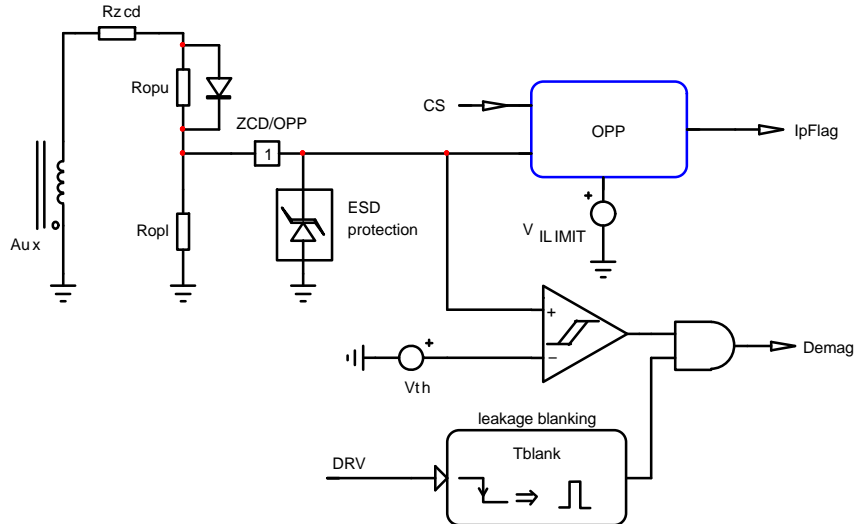 Rzcd
Ropu
ZCD/OPP
1
CS
OPP
IpFlag
Aux
Ropl
ESD
protection
+
V ILIMIT
+
−
+
Vth
Demag
leakage blanking
Tblank
DRV
⇒